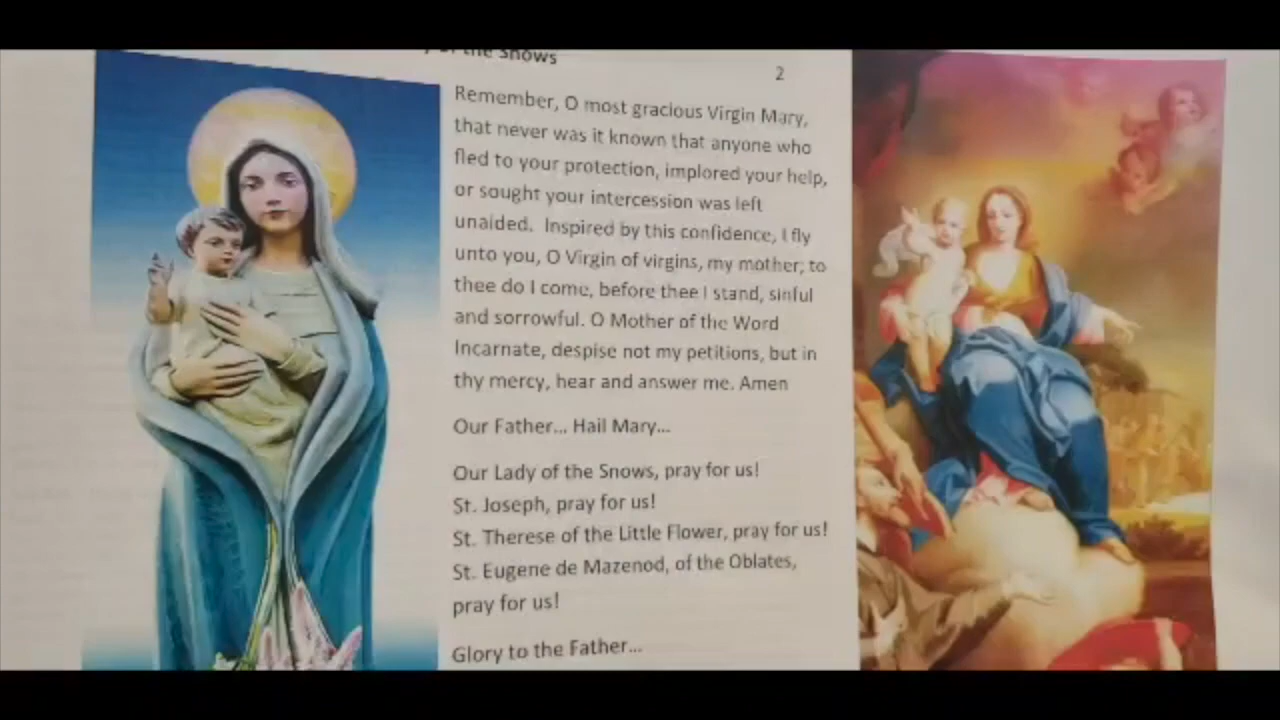 of the Snows
2
Remember, O most gracious Virgin Mary,
that never was it known that anyone who
fled to your protection, implored your help,
or sought your intercession was left
unaided. Inspired by this confidence, I fly
unto you, O Virgin of virgins, my mother; to
thee do I come, before thee I stand, sinful
and sorrowful. O Mother of the Word
Incarnate, despise not my petitions, but in
thy mercy, hear and answer me. Amen
Our Father... Hail Mary...
Our Lady of the Snows, pray for us!
St. Joseph, pray for us!
St. Therese of the Little Flower, pray for us!
St. Eugene de Mazenod, of the Oblates,
pray for us!
Glory to the Father...